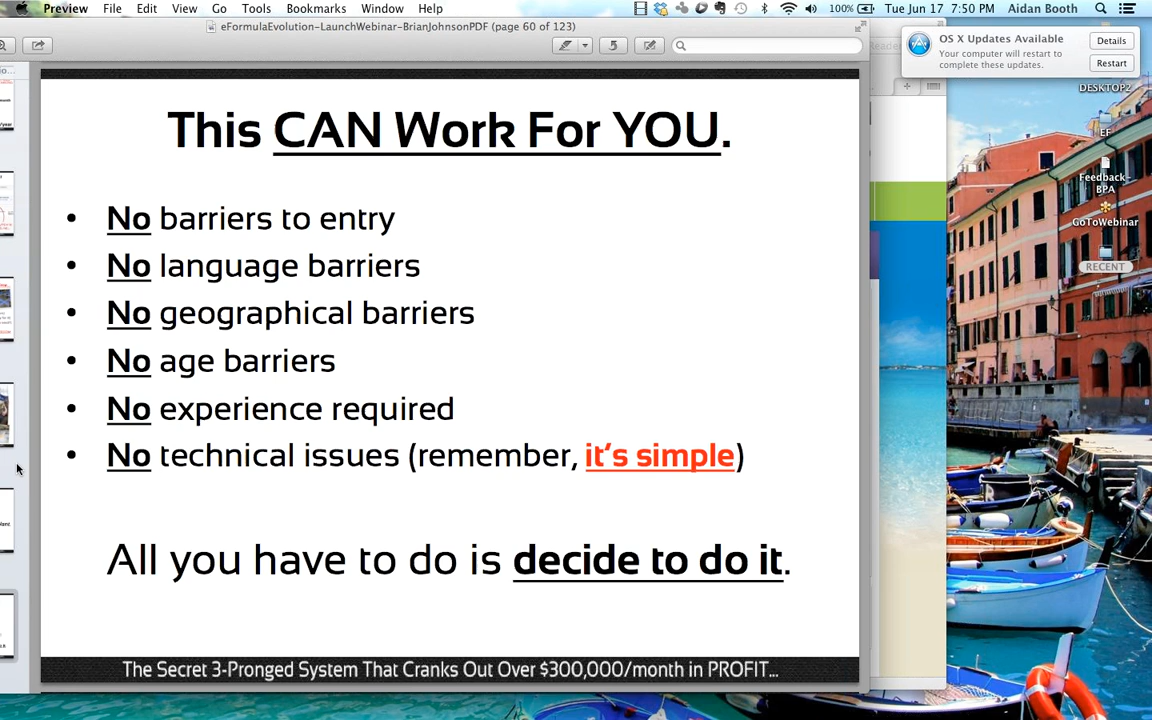 Preview File Edit View Go Tools Bookmarks Window Help 100% Tue Jun 17 7:50 PM Aidan Booth
eFormulaEvolution-LaunchWebinar-BrianJohnsonPDF (page 60 of 123)
OS X Updates Available
Your computer will restart to
complete these updates.
Details
Restart
This CAN Work For YOU.
• No barriers to entry
• No language barriers
• No geographical barriers
• No age barriers
• No experience required
• No technical issues (remember, it's simple)
All you have to do is decide to do it.
The Secret 3-Pronged System That Cranks Out Over $300,000/month in PROFIT...
DESKTOP2
EF
Feedback-
BPA
GoToWebinar
RECENT